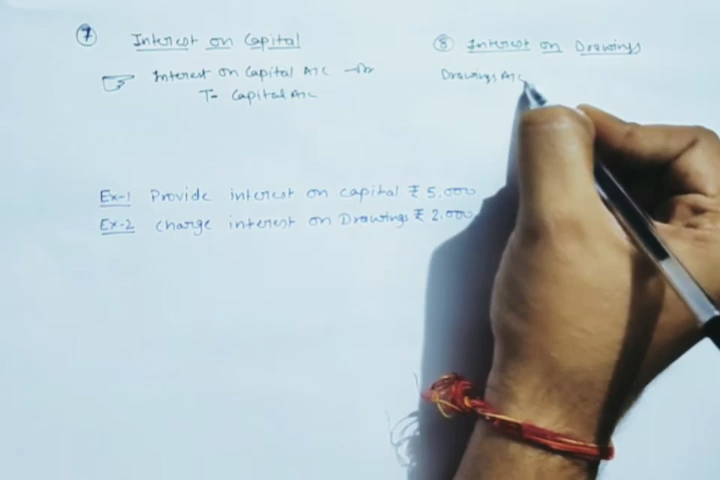 ⑦ Interest on Capital
☞ Interest on Capital A/C —Dr
To Capital A/C
⑧ Interest on Drawings
Drawings A/C
Ex-1 Provide interest on capital ₹ 5,000
Ex-2 Charge interest on Drawings ₹ 2,000